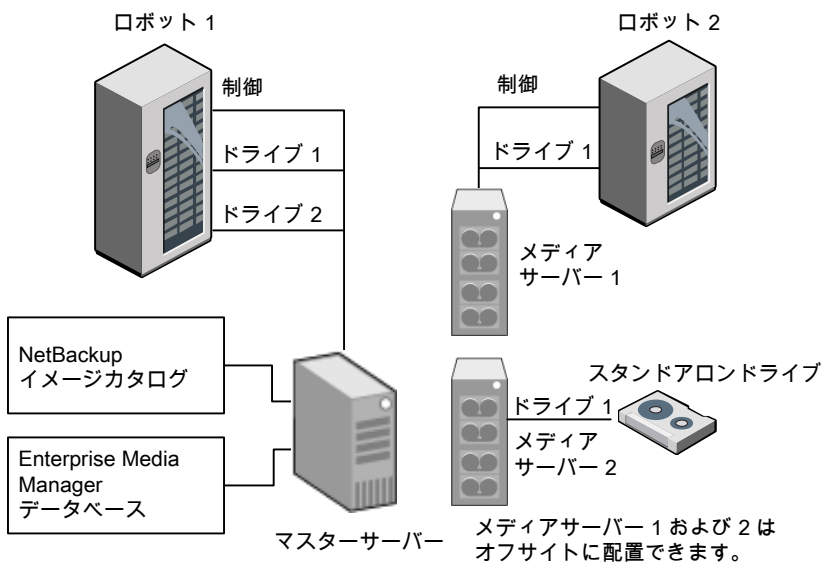 ロボット 1
ロボット 2
制御
ドライブ 1
ドライブ 2
制御
ドライブ 1
メディア
サーバー 1
NetBackup
イメージカタログ
Enterprise Media
Manager
データベース
マスターサーバー
スタンドアロンドライブ
ドライブ 1
メディア
サーバー 2
メディアサーバー 1 および 2 は
オフサイトに配置できます。